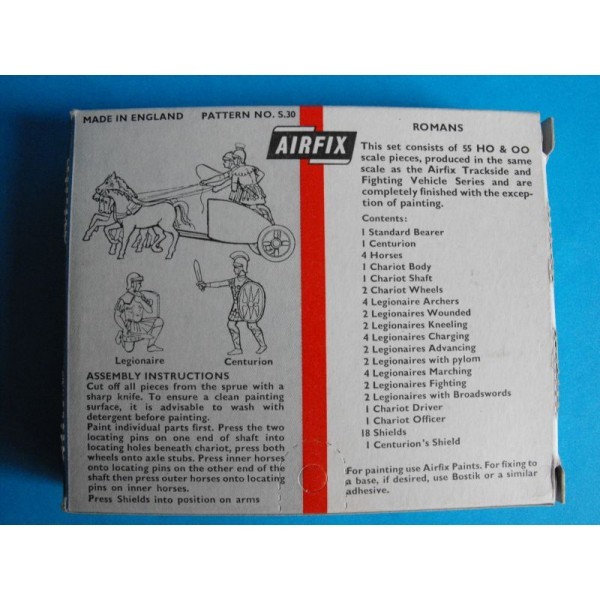 MADE IN ENGLAND PATTERN NO. S.30
AIRFIX
Legionaire Centurion
ASSEMBLY INSTRUCTIONS
Cut off all pieces from the sprue with a
sharp knife. To ensure a clean painting
surface, it is advisable to wash with
detergent before painting.
Paint individual parts first. Press the two
locating pins on one end of shaft into
locating holes beneath chariot, press both
wheels onto axle stubs. Press inner horses
onto locating pins on the other end of the
shaft then press outer horses onto locating
pins on inner horses.
Press Shields into position on arms
ROMANS
This set consists of 55 HO & OO
scale pieces, produced in the same
scale as the Airfix Trackside and
Fighting Vehicle Series and are
completely finished with the excep-
tion of painting.
Contents:
1 Standard Bearer
1 Centurion
4 Horses
1 Chariot Body
1 Chariot Shaft
2 Chariot Wheels
4 Legionaire Archers
2 Legionaires Wounded
2 Legionaires Kneeling
4 Legionaires Charging
2 Legionaires Advancing
2 Legionaires with pylom
4 Legionaires Marching
2 Legionaires Fighting
2 Legionaires with Broadswords
1 Chariot Driver
1 Chariot Officer
18 Shields
1 Centurion's Shield
For painting use Airfix Paints. For fixing to
a base, if desired, use Bostik or a similar
adhesive.